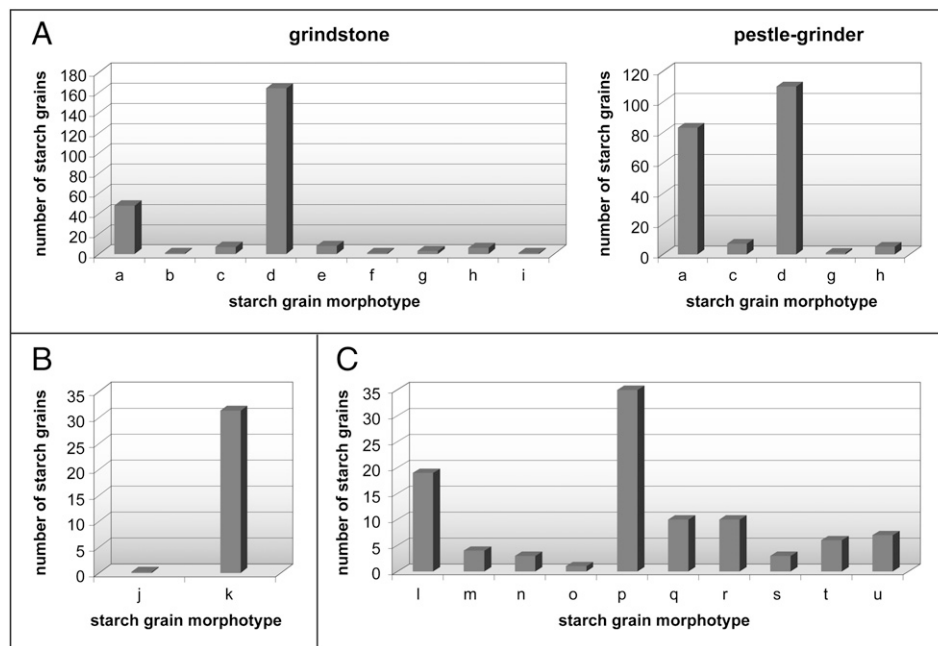 A
grindstone
number of starch grains
180
160
140
120
100
80
60
40
20
0
a b c d e f g h i
starch grain morphotype
pestle-grinder
number of starch grains
120
100
80
60
40
20
0
a c d g h
starch grain morphotype
B
number of starch grains
35
30
25
20
15
10
5
0
j k
starch grain morphotype
C
number of starch grains
35
30
25
20
15
10
5
0
l m n o p q r s t u
starch grain morphotype